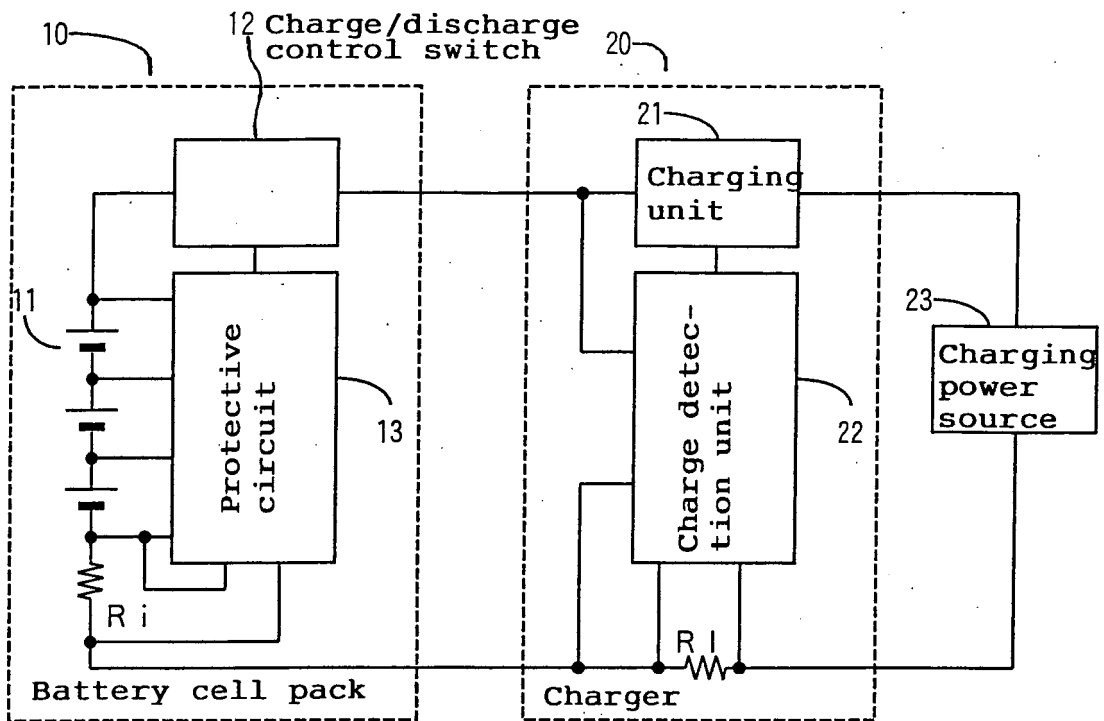 10
12 Charge/discharge
control switch
20
21
Charging
unit
11
Protective
circuit
13
Charge detec-
tion unit
22
23
Charging
power
source
R i
R I
Battery cell pack
Charger